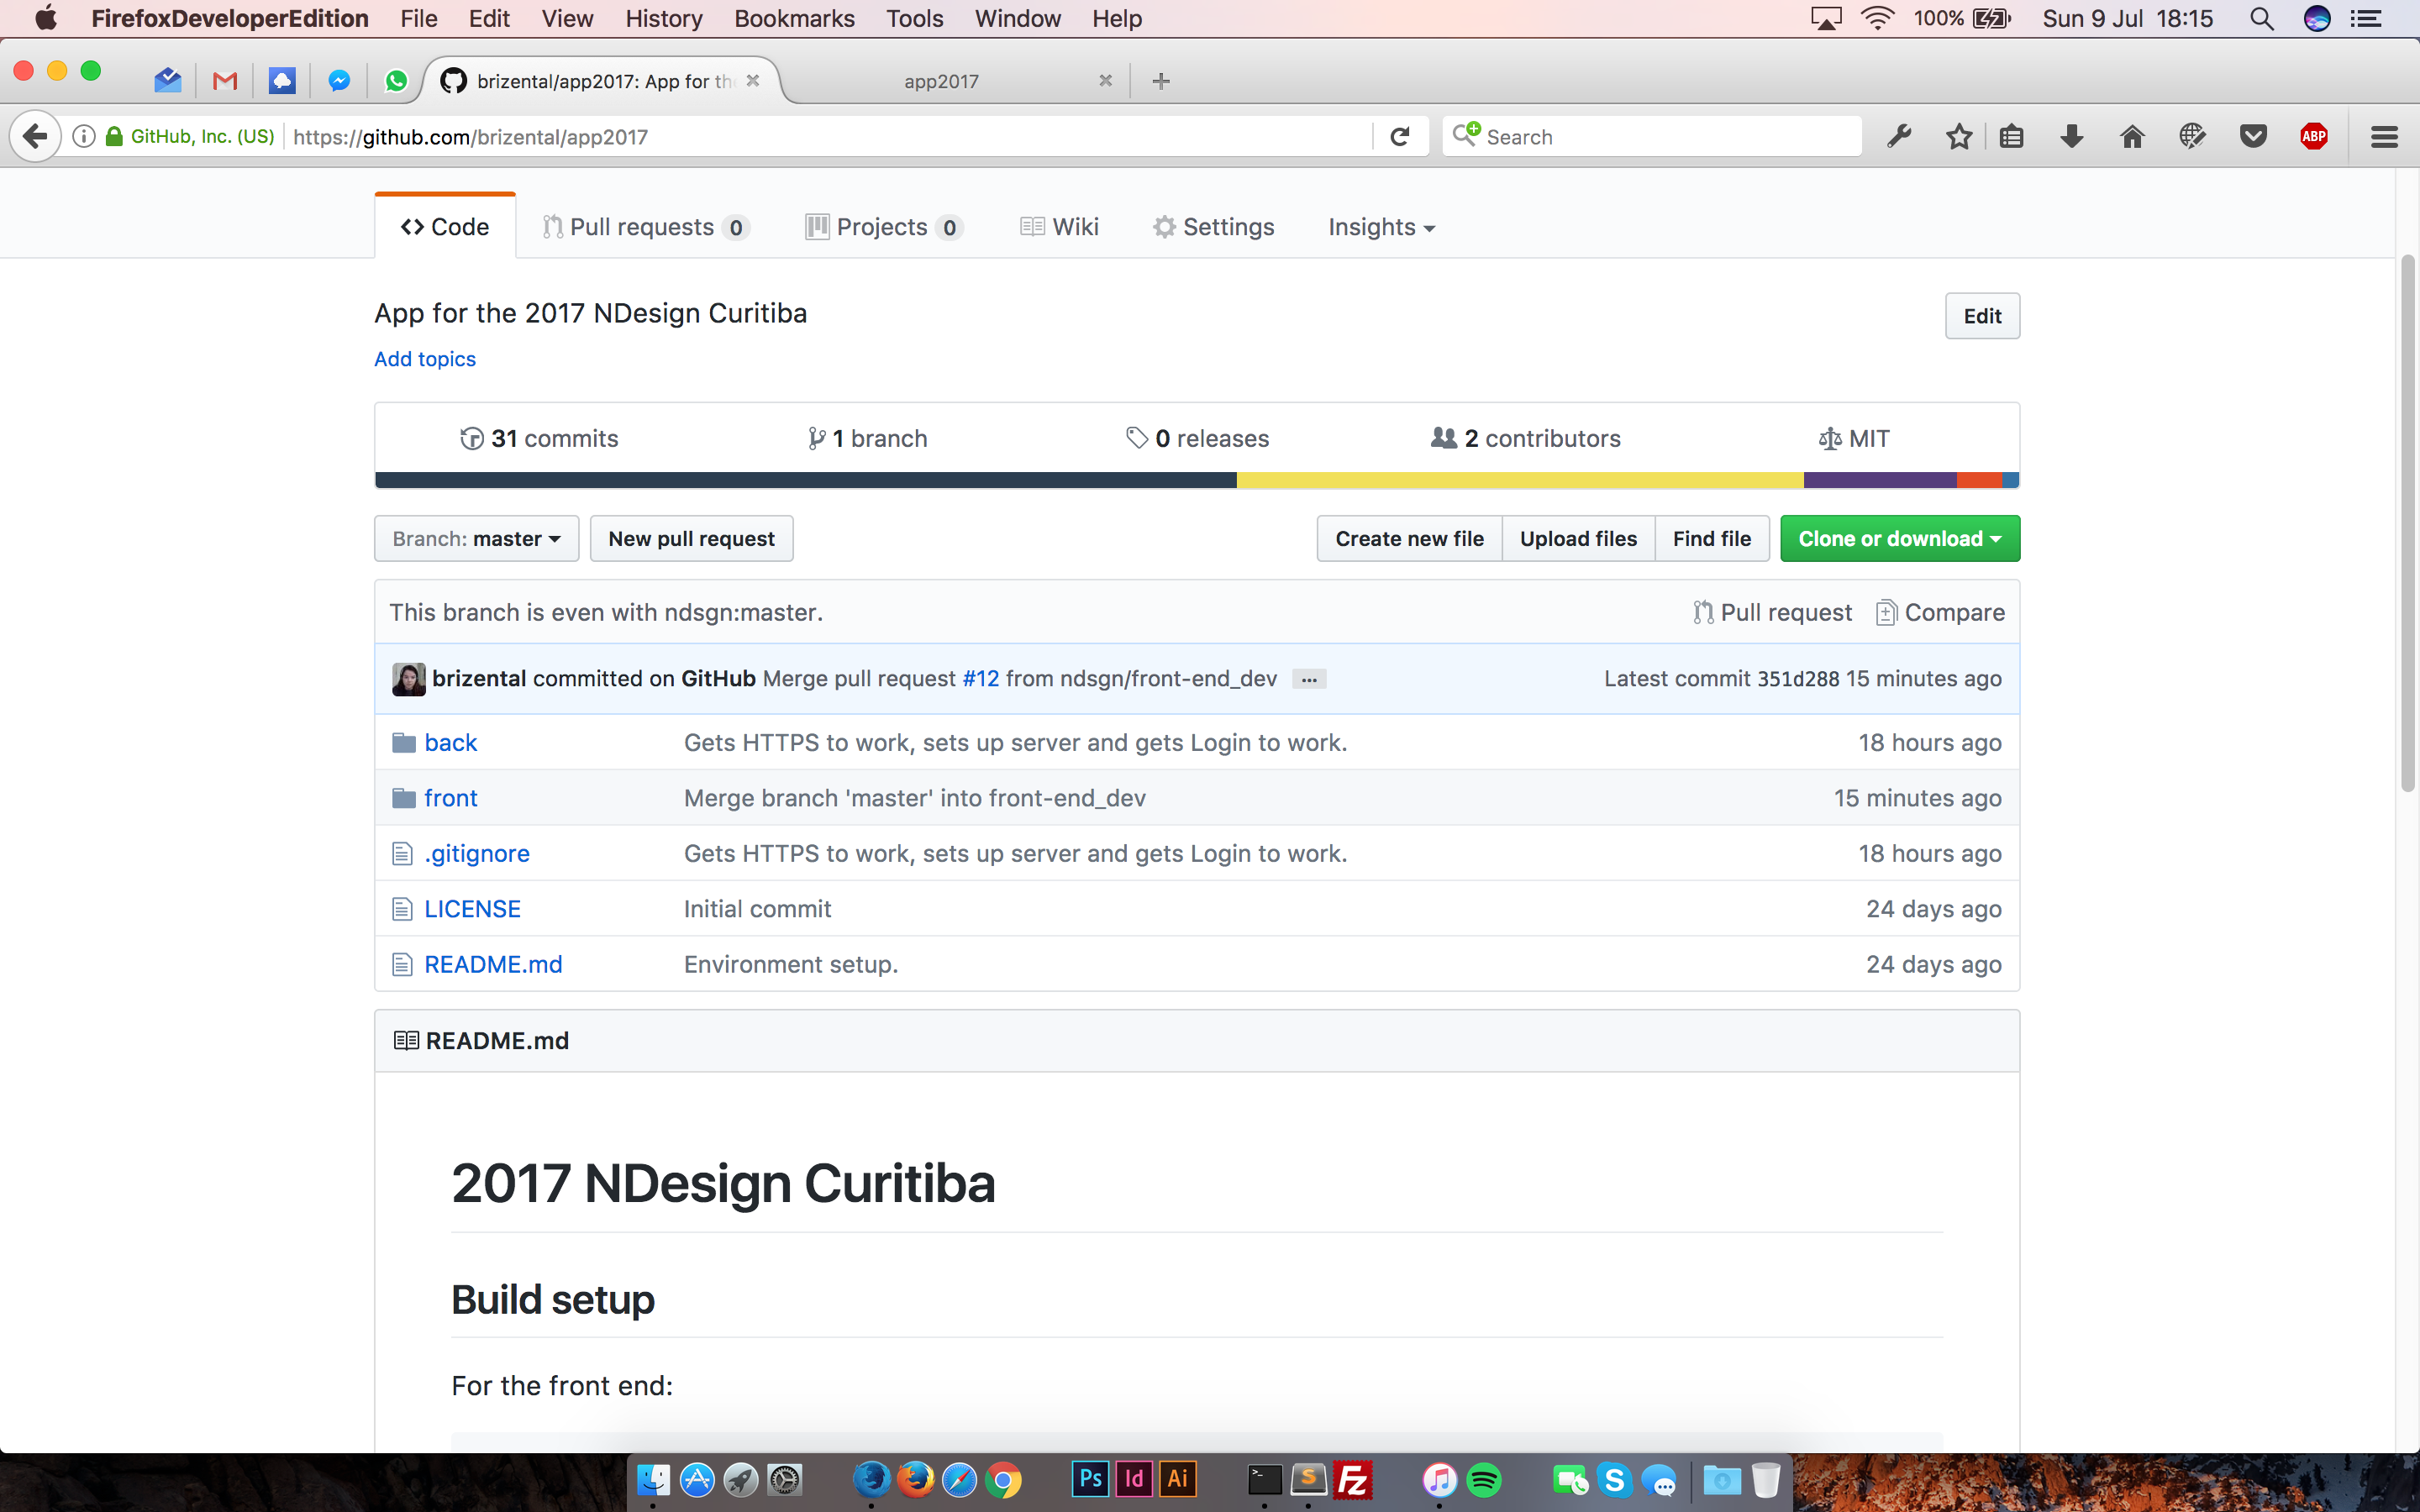 FirefoxDeveloperEdition File Edit View History Bookmarks Tools Window Help 100% Sun 9 Jul 18:15
brizental/app2017: App for the app2017
GitHub, Inc. (US) https://github.com/brizental/app2017 Search ABP
Code Pull requests 0 Projects 0 Wiki Settings Insights
App for the 2017 NDesign Curitiba Edit
Add topics
31 commits 1 branch 0 releases 2 contributors MIT
Branch: master New pull request Create new file Upload files Find file Clone or download
This branch is even with ndsgn:master. Pull request Compare
brizental committed on GitHub Merge pull request #12 from ndsgn/front-end_dev ... Latest commit 351d288 15 minutes ago
back Gets HTTPS to work, sets up server and gets Login to work. 18 hours ago
front Merge branch 'master' into front-end_dev 15 minutes ago
.gitignore Gets HTTPS to work, sets up server and gets Login to work. 18 hours ago
LICENSE Initial commit 24 days ago
README.md Environment setup. 24 days ago
README.md
2017 NDesign Curitiba
Build setup
For the front end:
Ps Id Ai >_ S Fz S